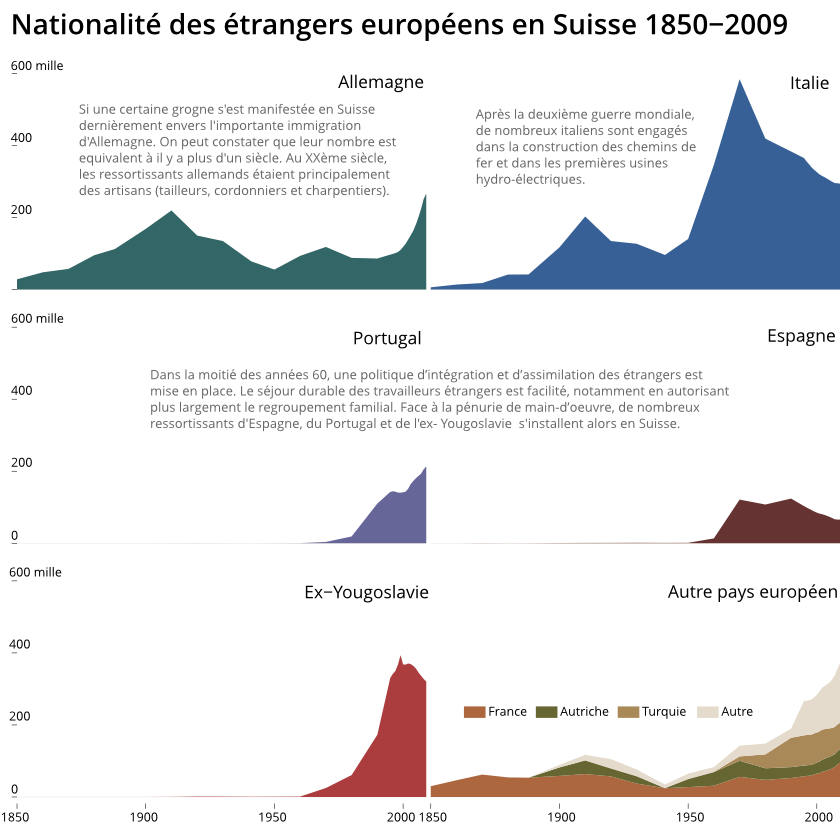 Nationalité des étrangers européens en Suisse 1850−2009
600 mille
Allemagne
Italie
Si une certaine grogne s'est manifestée en Suisse
dernièrement envers l'importante immigration
d'Allemagne. On peut constater que leur nombre est
equivalent à il y a plus d'un siècle. Au XXème siècle,
les ressortissants allemands étaient principalement
des artisans (tailleurs, cordonniers et charpentiers).
Après la deuxième guerre mondiale,
de nombreux italiens sont engagés
dans la construction des chemins de
fer et dans les premières usines
hydro-électriques.
400
200
600 mille
Portugal
Espagne
Dans la moitié des années 60, une politique d’intégration et d’assimilation des étrangers est
mise en place. Le séjour durable des travailleurs étrangers est facilité, notamment en autorisant
plus largement le regroupement familial. Face à la pénurie de main-d’oeuvre, de nombreux
ressortissants d'Espagne, du Portugal et de l'ex- Yougoslavie  s'installent alors en Suisse.
400
200
0
600 mille
Ex−Yougoslavie
Autre pays européen
400
200
0
France Autriche Turquie Autre
1850 1900 1950 2000 1850 1900 1950 2000